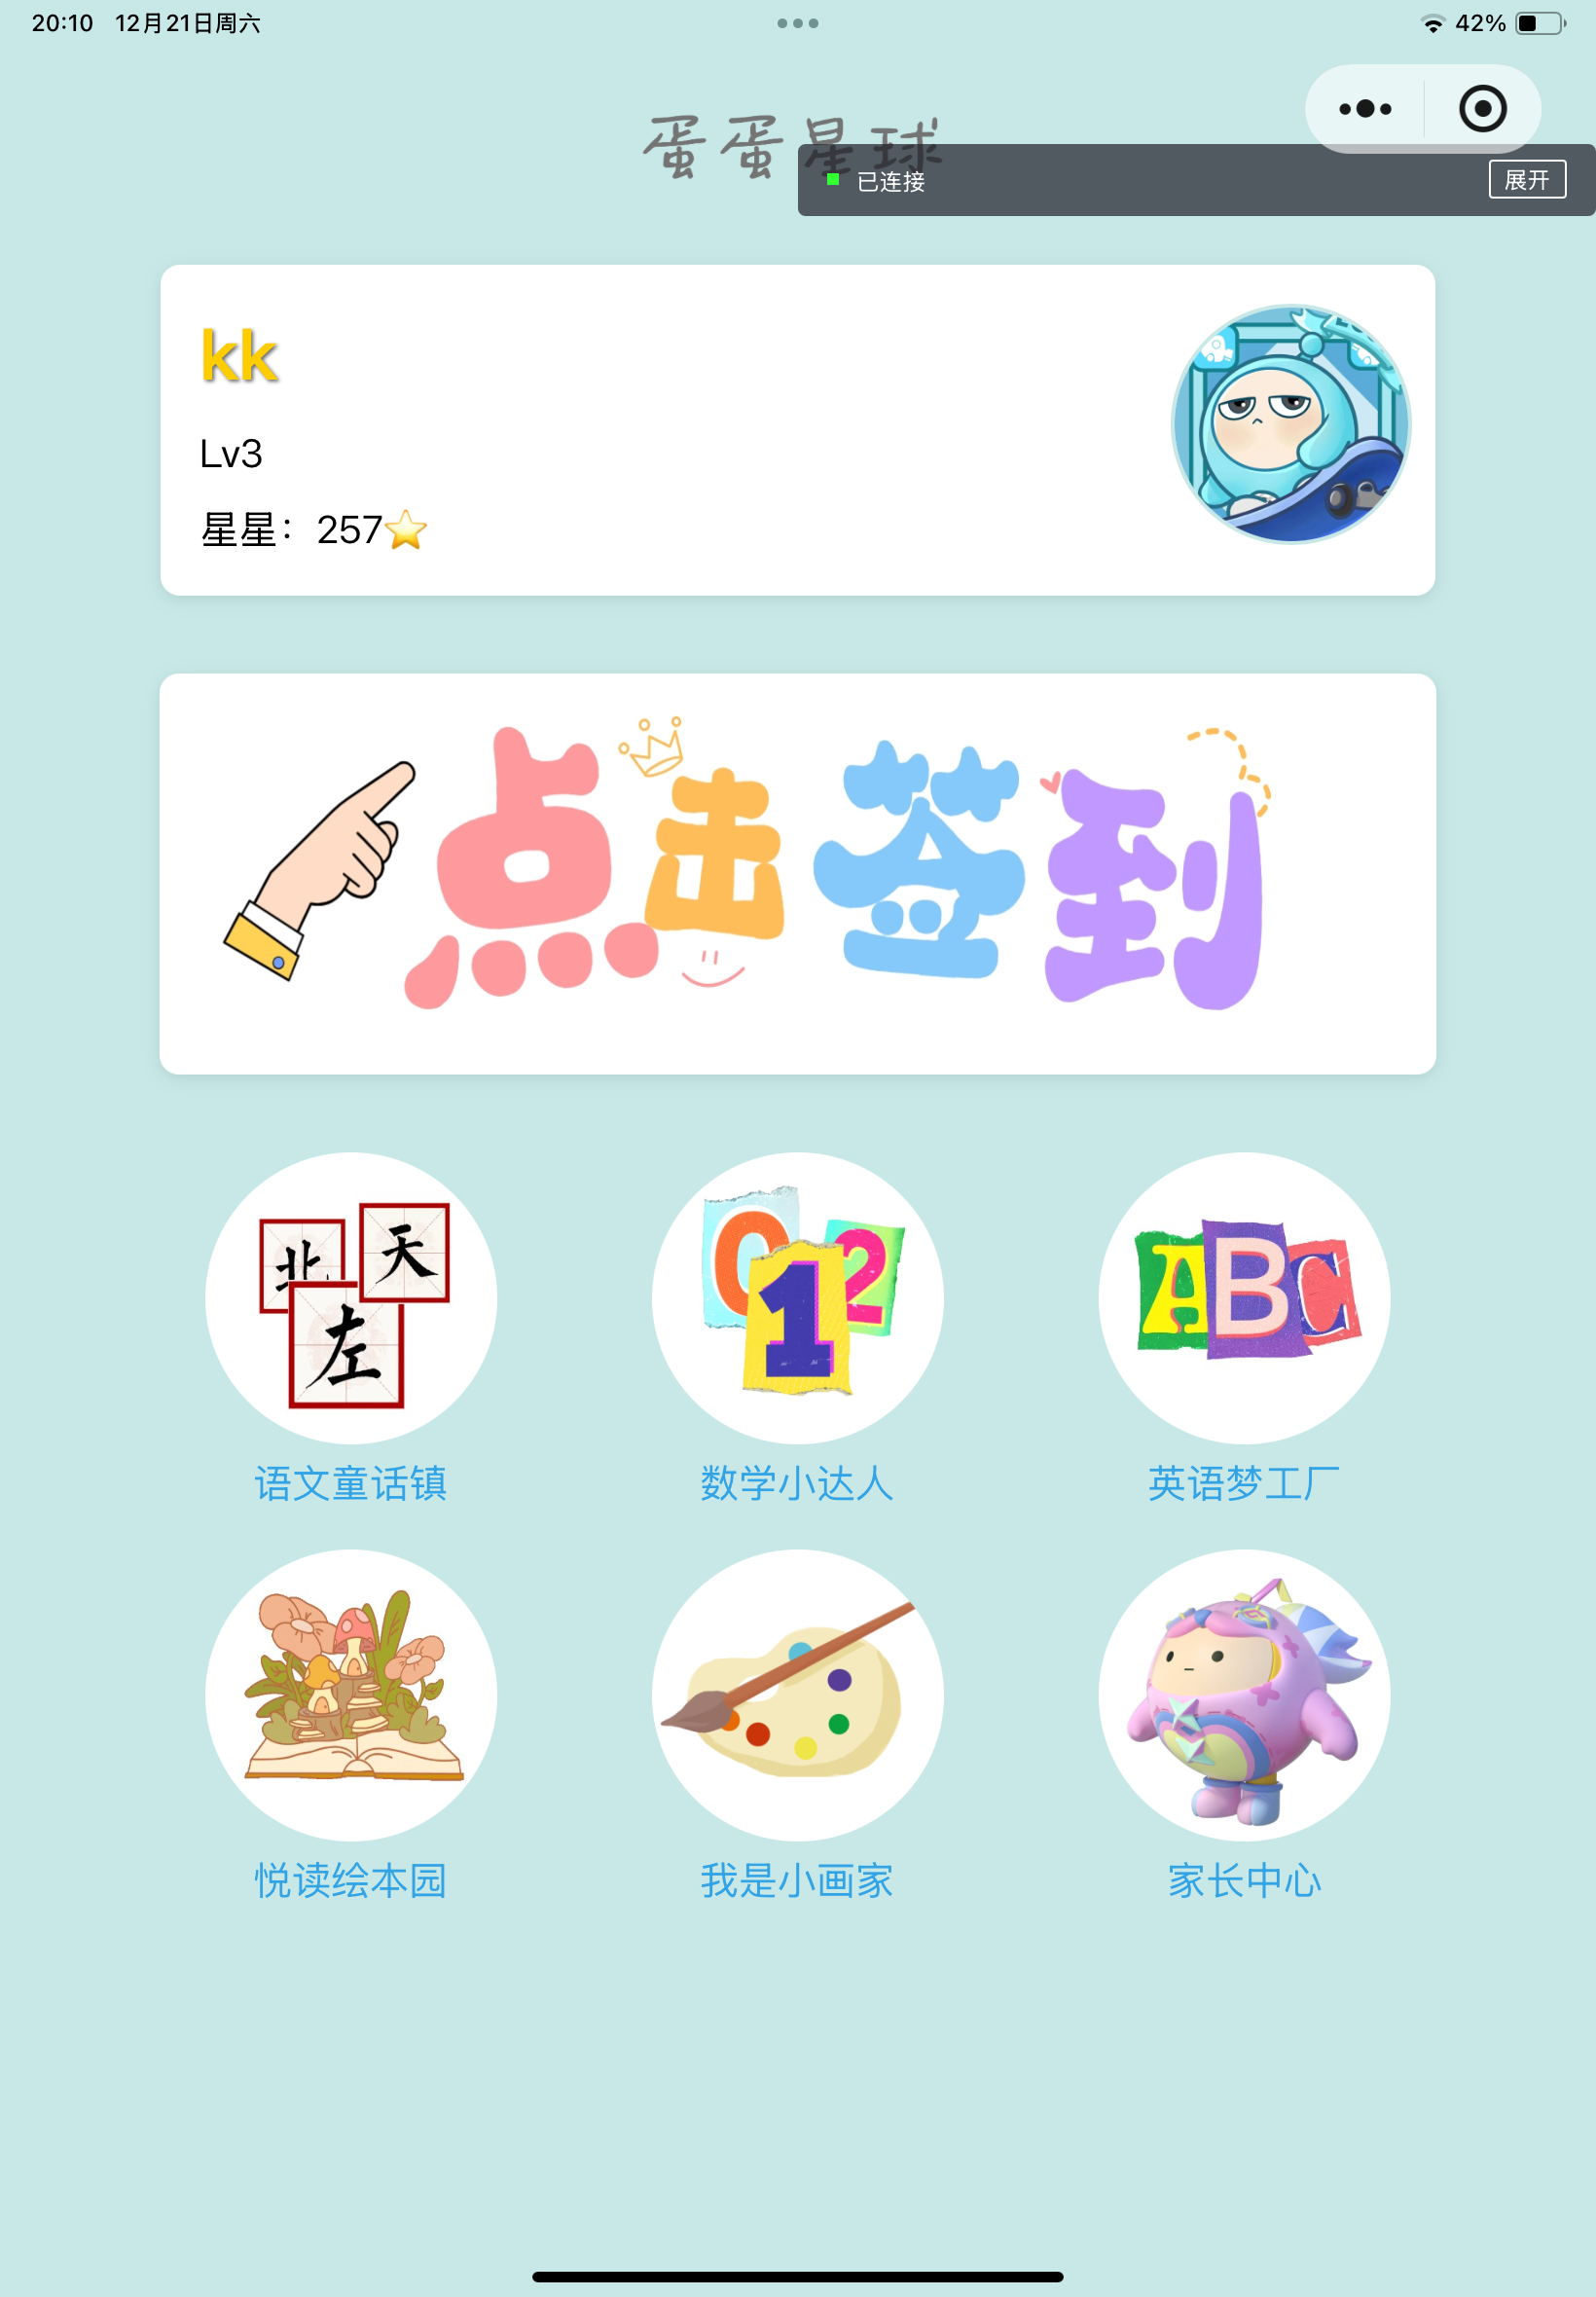 20:10 12月21日周六
42%
蛋蛋星球
已连接
展开
kk
Lv3
星星：257⭐
点击签到
北 天
左
0 1 2
A B C
语文童话镇 数学小达人 英语梦工厂
悦读绘本园 我是小画家 家长中心